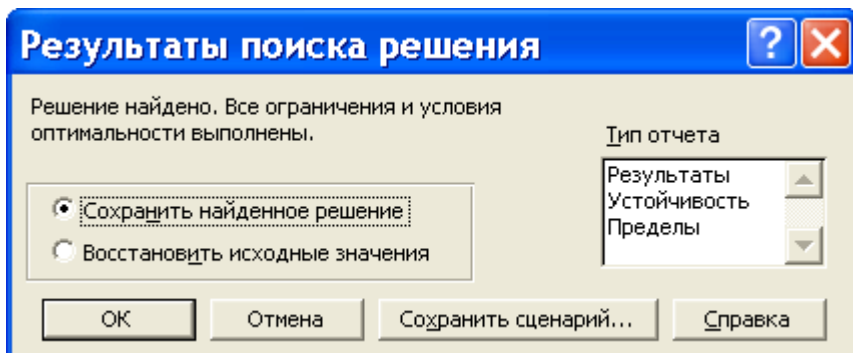 Результаты поиска решения
Решение найдено. Все ограничения и условия
оптимальности выполнены.
Тип отчета
Результаты
Устойчивость
Пределы
Сохранить найденное решение
Восстановить исходные значения
ОК
Отмена
Сохранить сценарий...
Справка